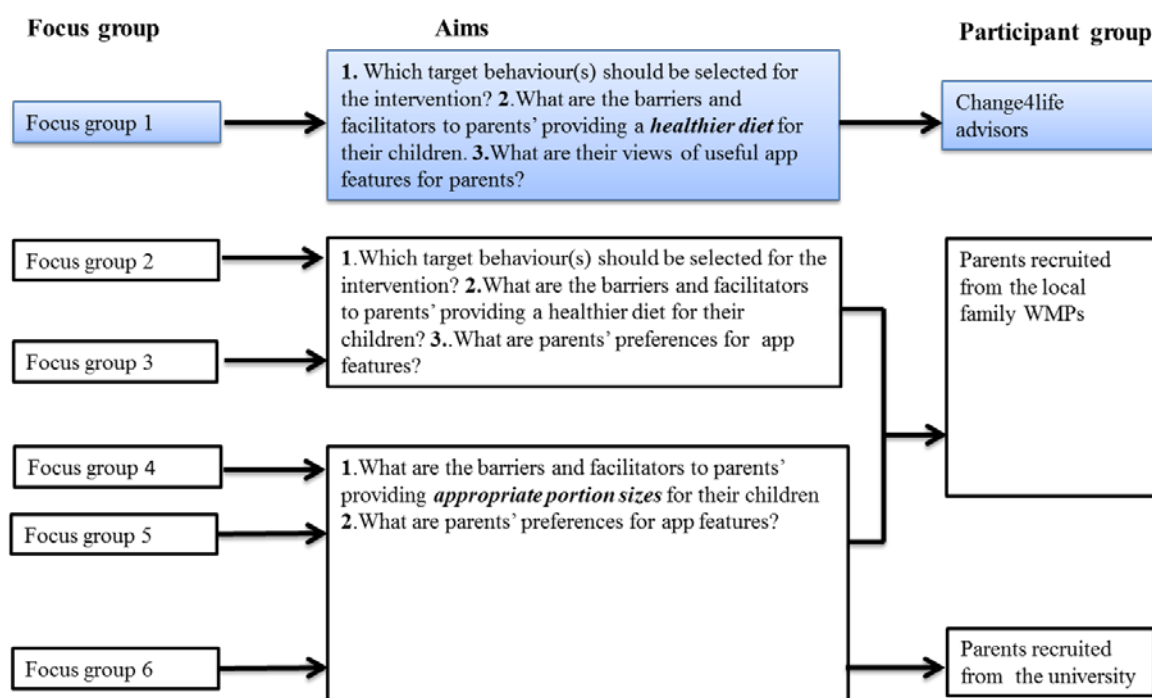 Focus group
Aims
Participant group
Focus group 1
1. Which target behaviour(s) should be selected for
the intervention? 2.What are the barriers and
facilitators to parents' providing a healthier diet for
their children. 3.What are their views of useful app
features for parents?
Change4life
advisors
Focus group 2
Focus group 3
1.Which target behaviour(s) should be selected for the
intervention? 2.What are the barriers and facilitators
to parents' providing a healthier diet for their
children? 3..What are parents' preferences for app
features?
Parents recruited
from the local
family WMPs
Focus group 4
Focus group 5
Focus group 6
1.What are the barriers and facilitators to parents'
providing appropriate portion sizes for their children
2.What are parents' preferences for app features?
Parents recruited
from the university